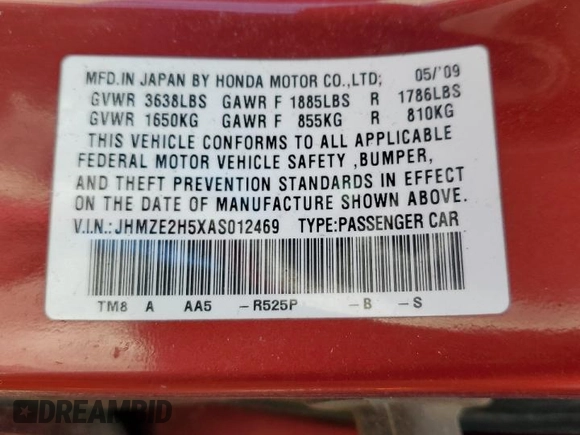 MFD.IN JAPAN BY HONDA MOTOR CO.,LTD; 05/'09
GVWR 3638LBS GAWR F 1885LBS R 1786LBS
GVWR 1650KG GAWR F 855KG R 810KG
THIS VEHICLE CONFORMS TO ALL APPLICABLE
FEDERAL MOTOR VEHICLE SAFETY ,BUMPER,
AND THEFT PREVENTION STANDARDS IN EFFECT
ON THE DATE OF MANUFACTURE SHOWN ABOVE.
V.I.N.: JHMZE2H5XAS012469 TYPE:PASSENGER CAR
TM8 A AA5 -R525P -B -S
DREAMBID